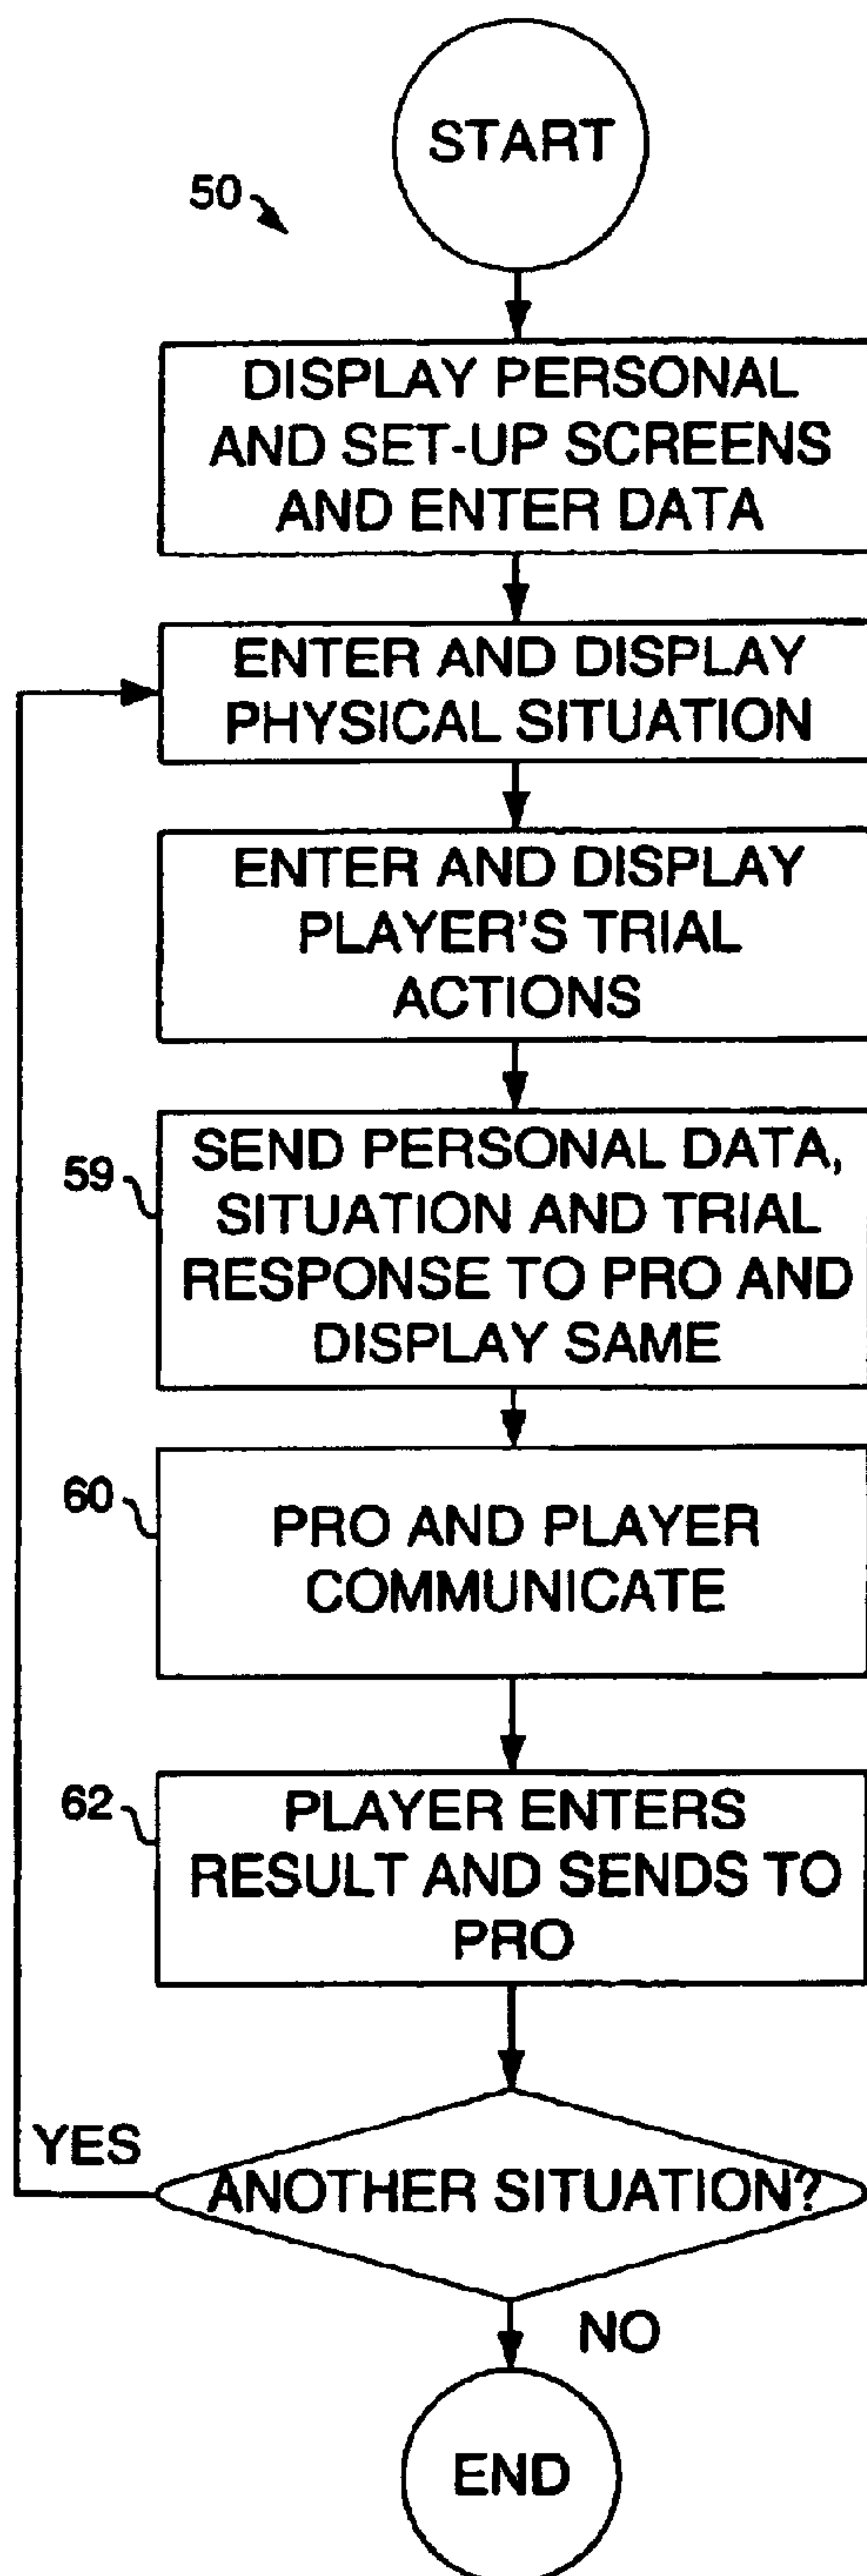 START
50
DISPLAY PERSONAL
AND SET-UP SCREENS
AND ENTER DATA
ENTER AND DISPLAY
PHYSICAL SITUATION
ENTER AND DISPLAY
PLAYER'S TRIAL
ACTIONS
59
SEND PERSONAL DATA,
SITUATION AND TRIAL
RESPONSE TO PRO AND
DISPLAY SAME
60
PRO AND PLAYER
COMMUNICATE
62
PLAYER ENTERS
RESULT AND SENDS TO
PRO
YES
ANOTHER SITUATION?
NO
END